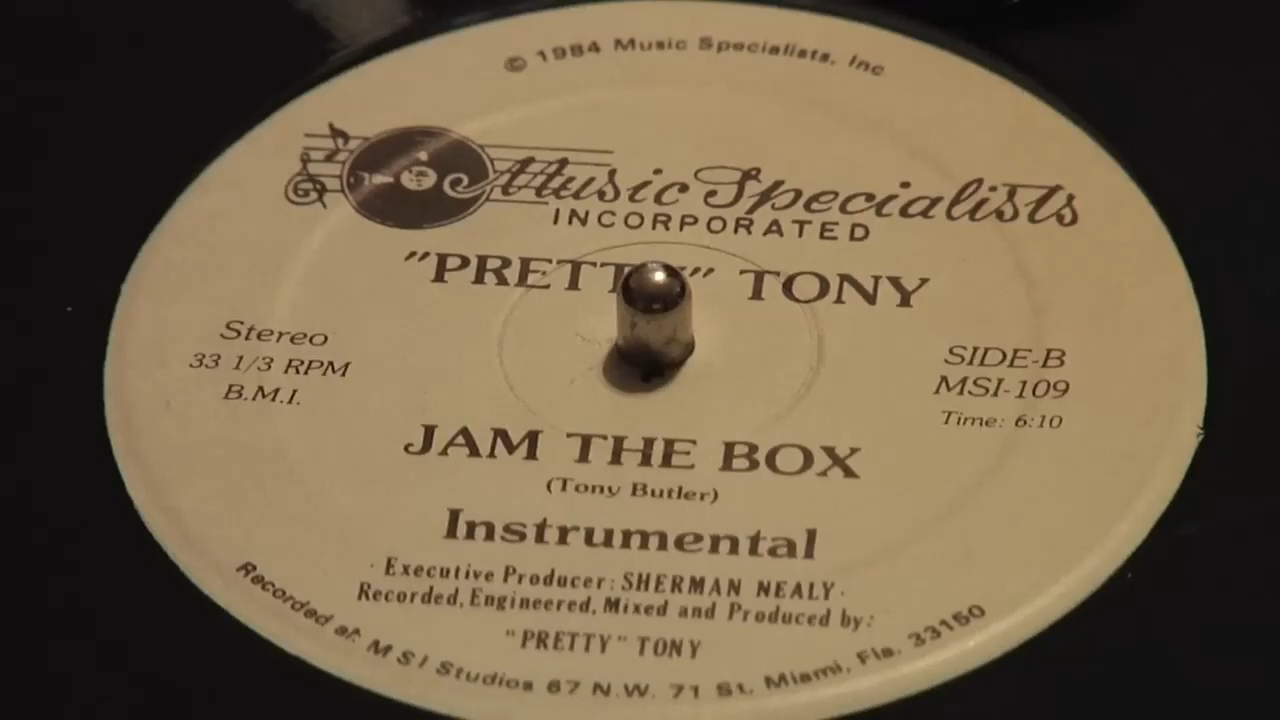 © 1984 Music Specialists, Inc
Music Specialists
INCORPORATED
"PRETTY" TONY
Stereo
33 1/3 RPM
B.M.I.
SIDE-B
MSI-109
Time: 6:10
JAM THE BOX
(Tony Butler)
Instrumental
· Executive Producer: SHERMAN NEALY ·
Recorded, Engineered, Mixed and Produced by:
"PRETTY" TONY
Recorded at: M S I Studios 67 N.W. 71 St. Miami, Fla. 33150